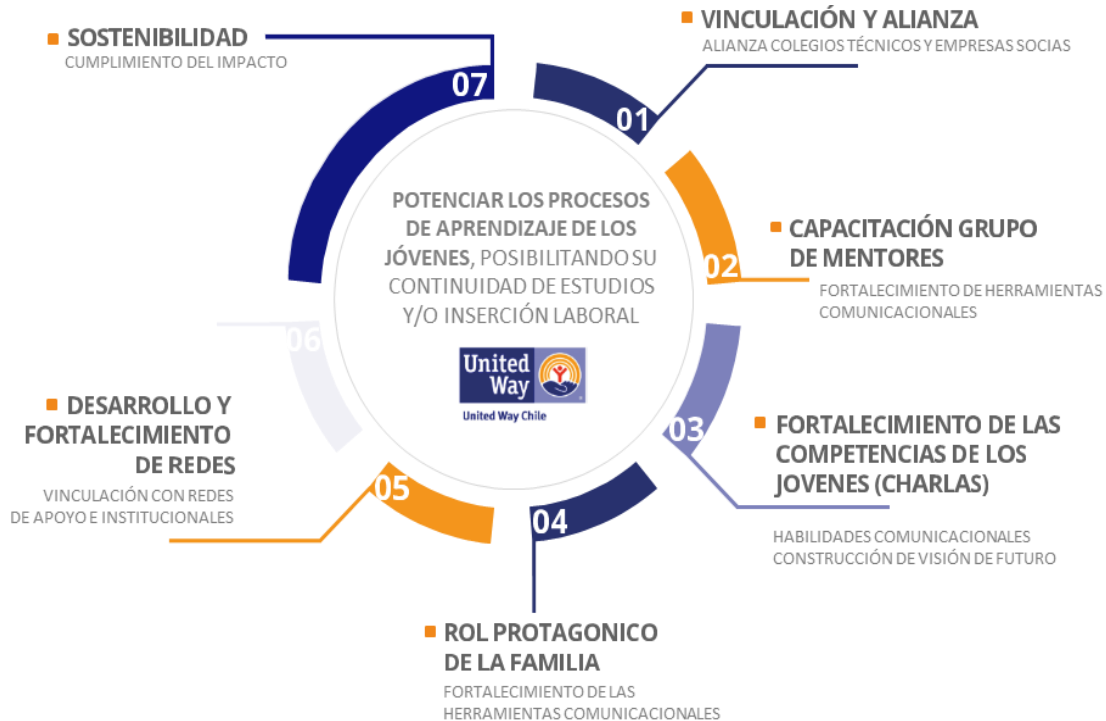 VINCULACIÓN Y ALIANZA
ALIANZA COLEGIOS TÉCNICOS Y EMPRESAS SOCIAS
01
CAPACITACIÓN GRUPO
DE MENTORES
02
FORTALECIMIENTO DE HERRAMIENTAS
COMUNICACIONALES
03
FORTALECIMIENTO DE LAS
COMPETENCIAS DE LOS
JOVENES (CHARLAS)
HABILIDADES COMUNICACIONALES
CONSTRUCCIÓN DE VISIÓN DE FUTURO
04
ROL PROTAGONICO
DE LA FAMILIA
FORTALECIMIENTO DE LAS
HERRAMIENTAS COMUNICACIONALES
05
DESARROLLO Y
FORTALECIMIENTO
DE REDES
VINCULACIÓN CON REDES
DE APOYO E INSTITUCIONALES
06
07
SOSTENIBILIDAD
CUMPLIMIENTO DEL IMPACTO
POTENCIAR LOS PROCESOS
DE APRENDIZAJE DE LOS
JÓVENES, POSIBILITANDO SU
CONTINUIDAD DE ESTUDIOS
Y/O INSERCIÓN LABORAL
United
Way
United Way Chile